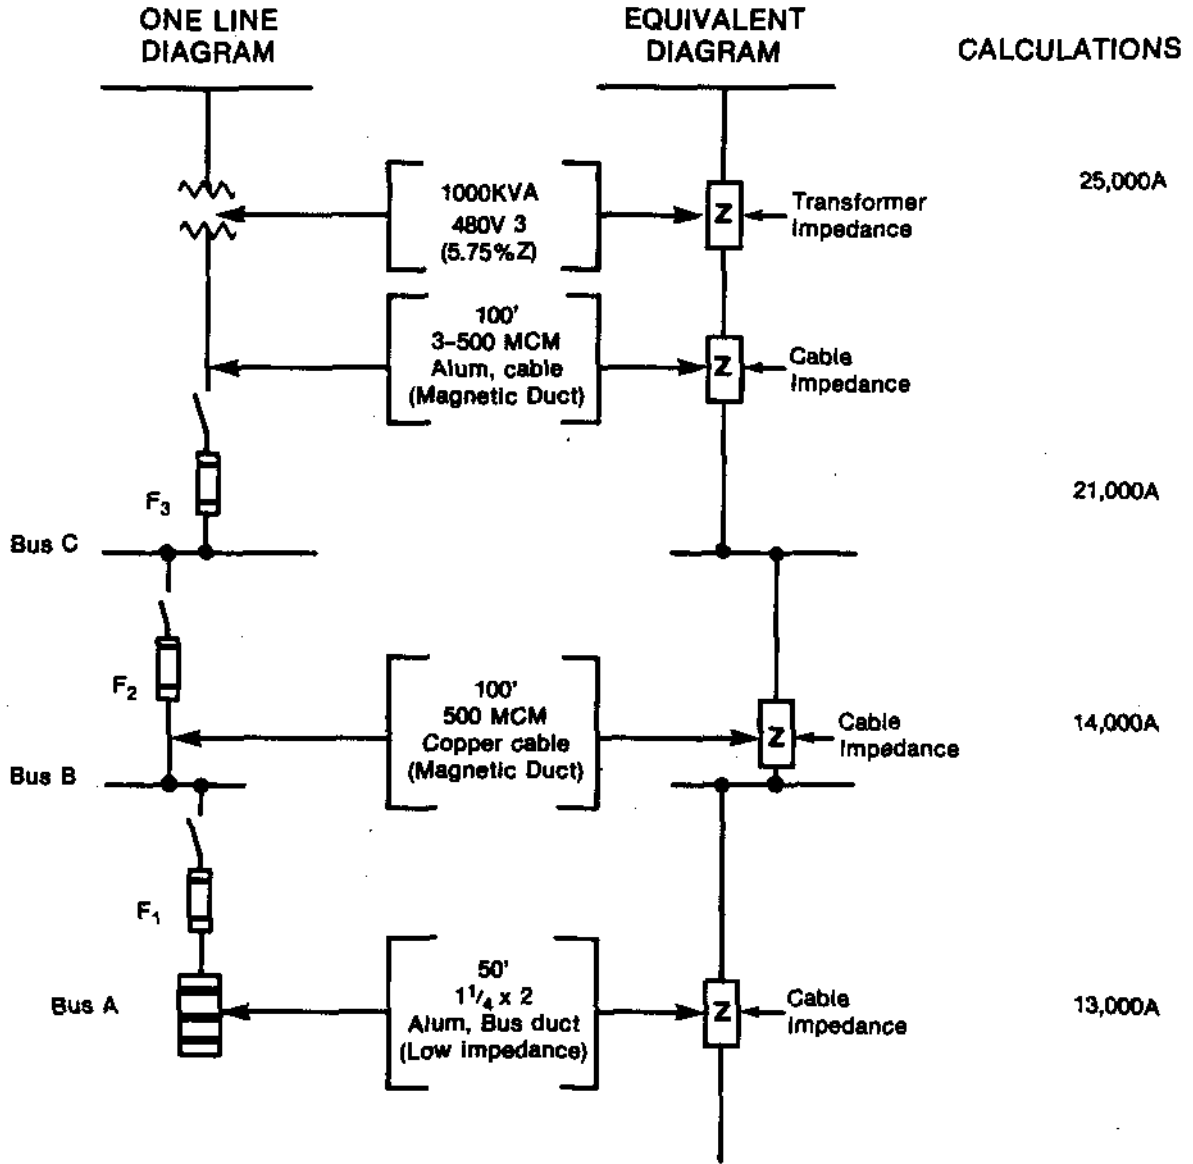 ONE LINE
DIAGRAM
EQUIVALENT
DIAGRAM
CALCULATIONS
1000KVA
480V 3
(5.75%Z)
Z
Transformer
Impedance
25,000A
100'
3-500 MCM
Alum, cable
(Magnetic Duct)
Z
Cable
Impedance
F3
21,000A
Bus C
F2
100'
500 MCM
Copper cable
(Magnetic Duct)
Z
Cable
Impedance
14,000A
Bus B
F1
Bus A
50'
1 1/4 x 2
Alum, Bus duct
(Low impedance)
Z
Cable
Impedance
13,000A